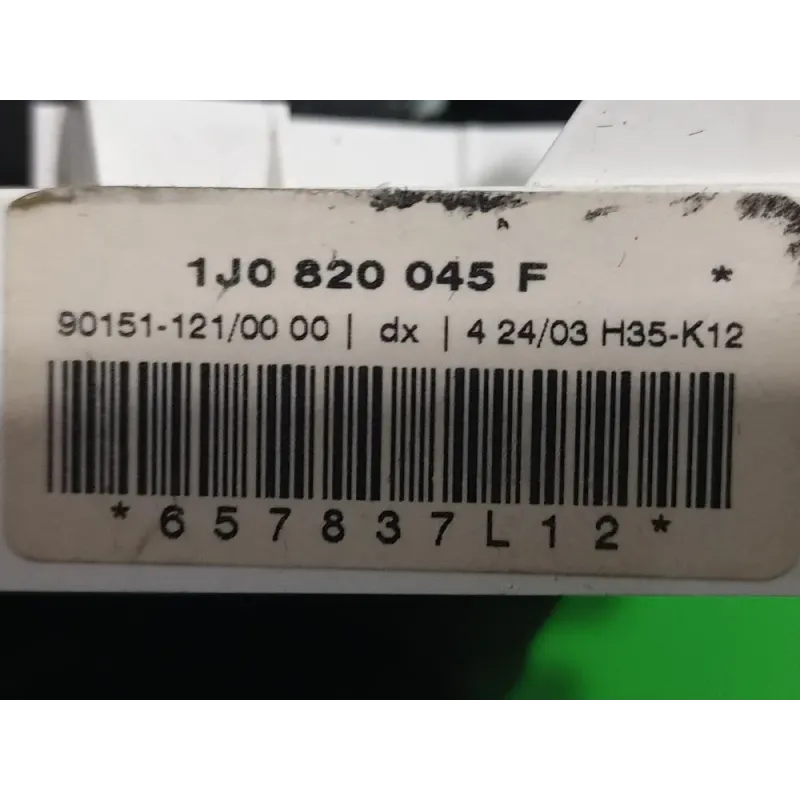 1J0 820 045 F *
90151-121/00 00 | dx | 4 24/03 H35-K12
*657837L12*